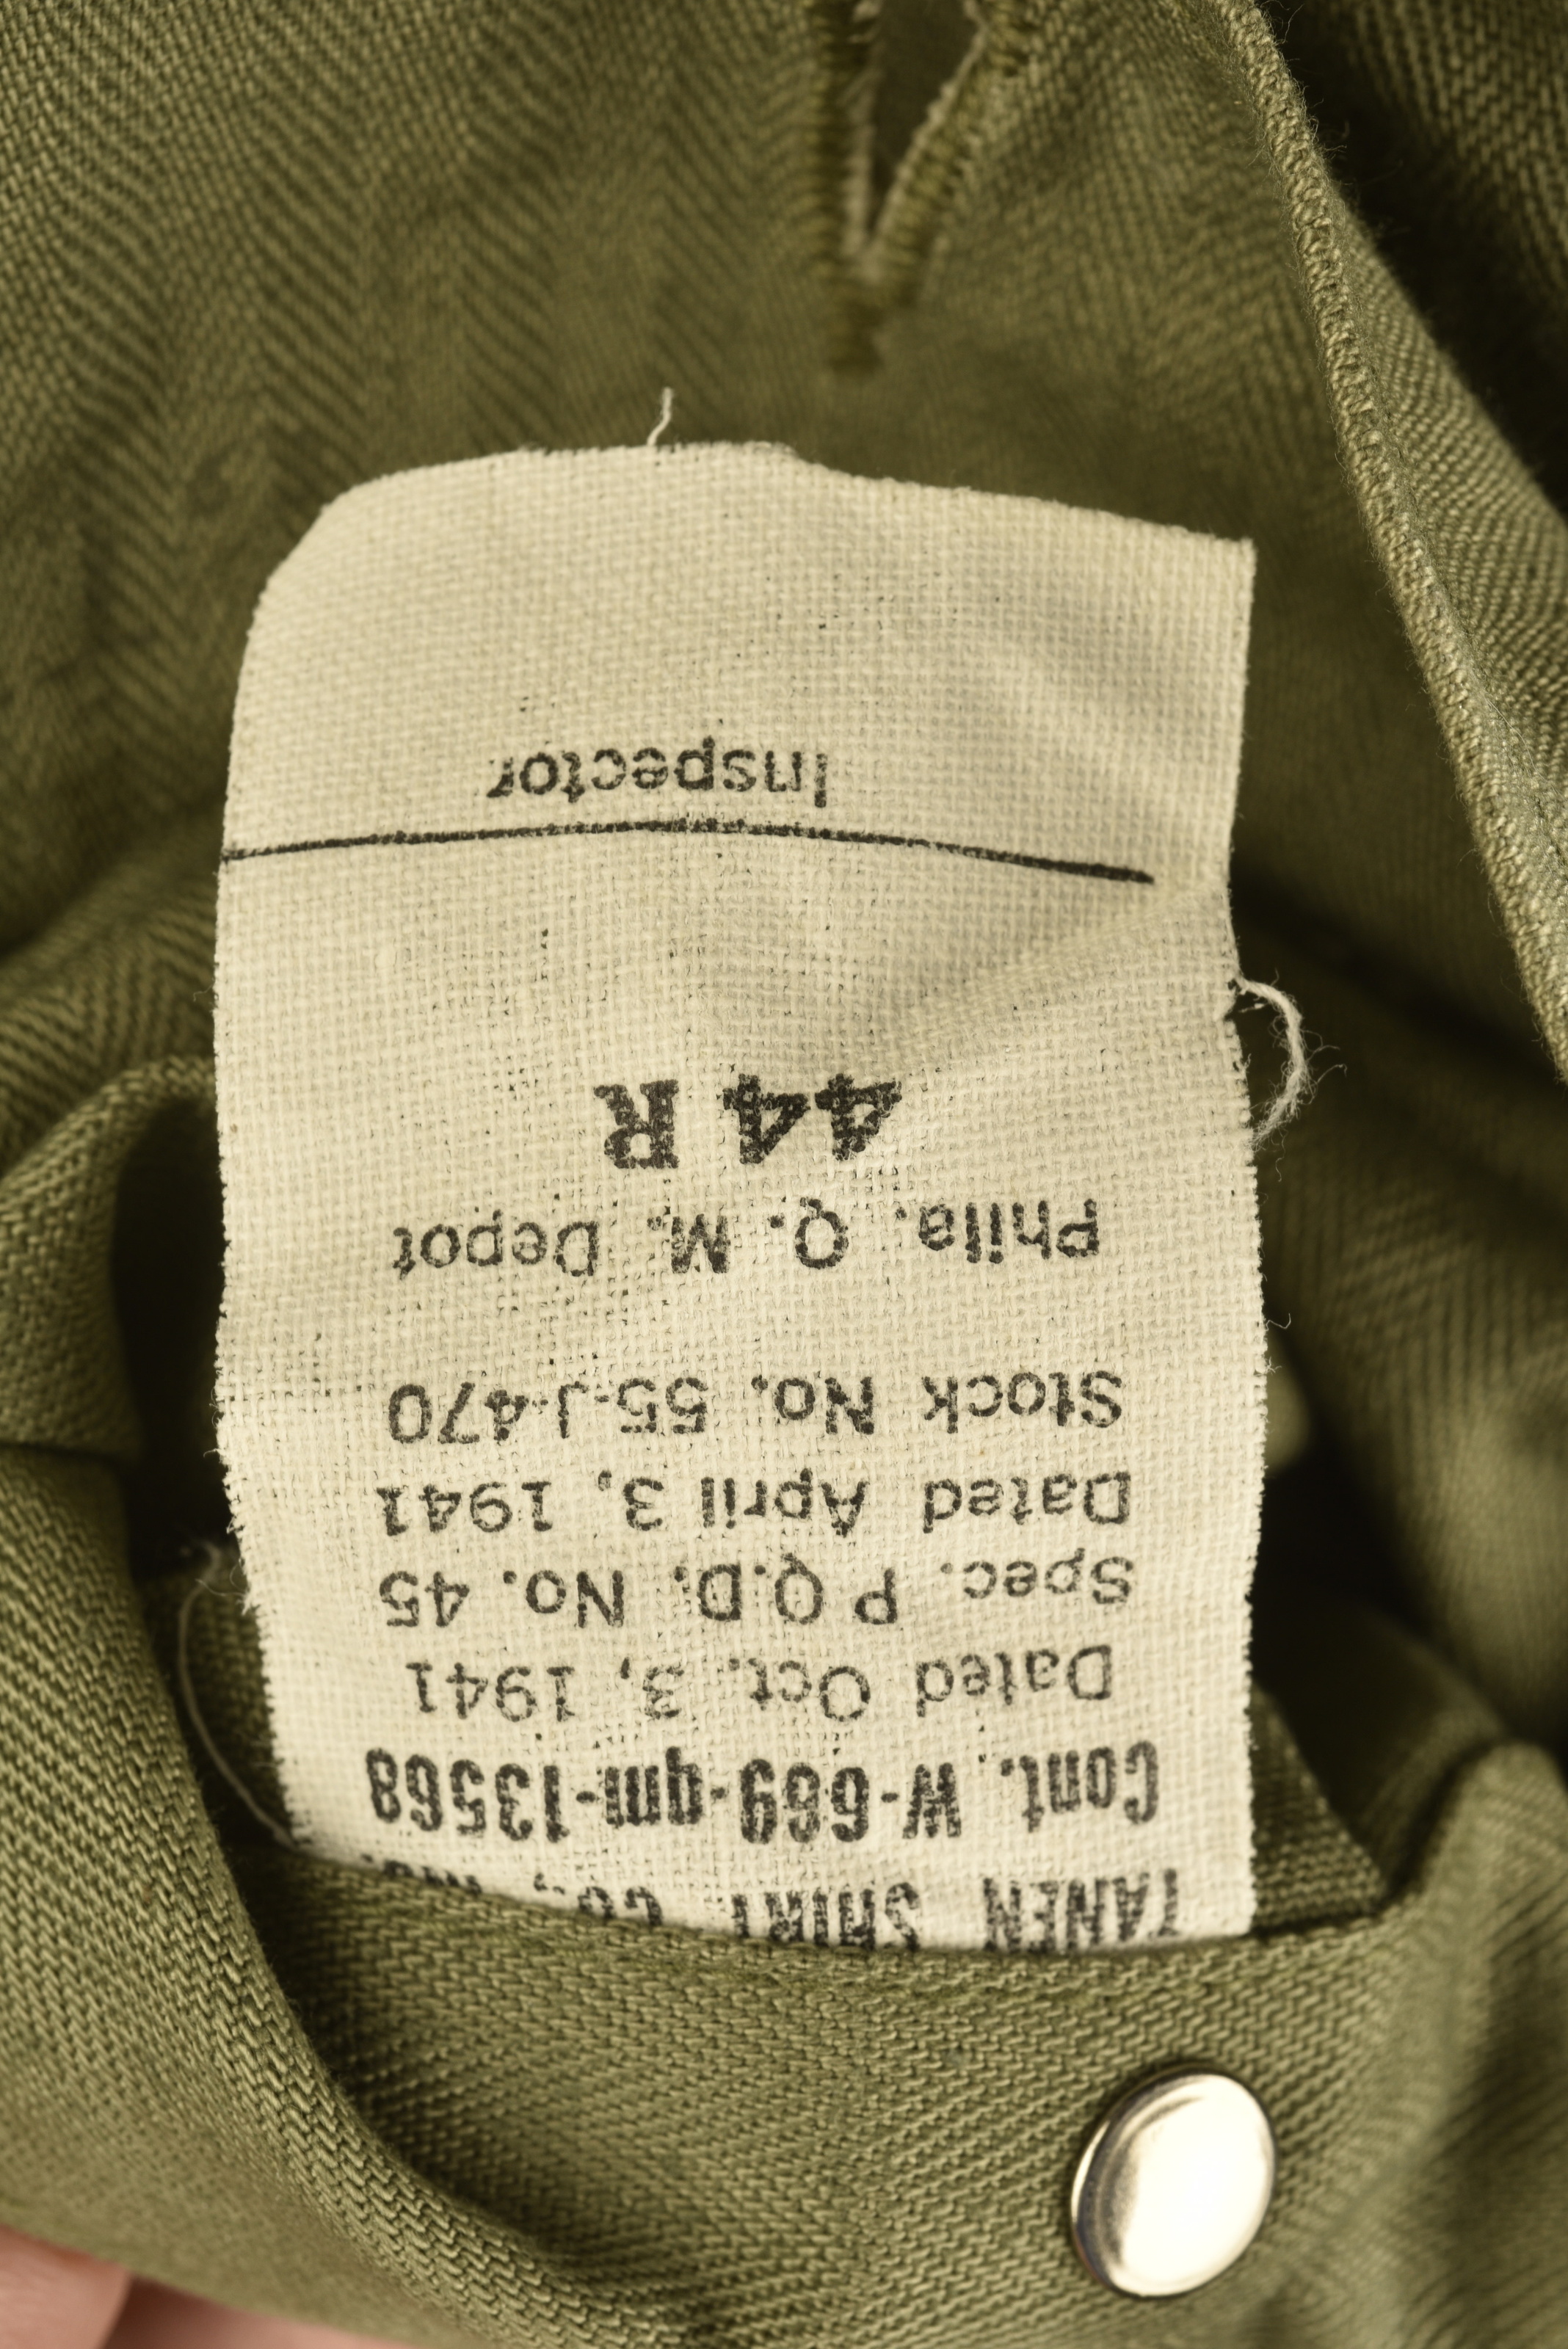 TANEN SHIRT CO., INC.
Cont. W-669-qm-13568
Dated Oct. 3, 1941
Spec. P Q.D. No. 45
Dated April 3, 1941
Stock No. 55-J-470
Phila. Q. M. Depot
44 R
Inspector